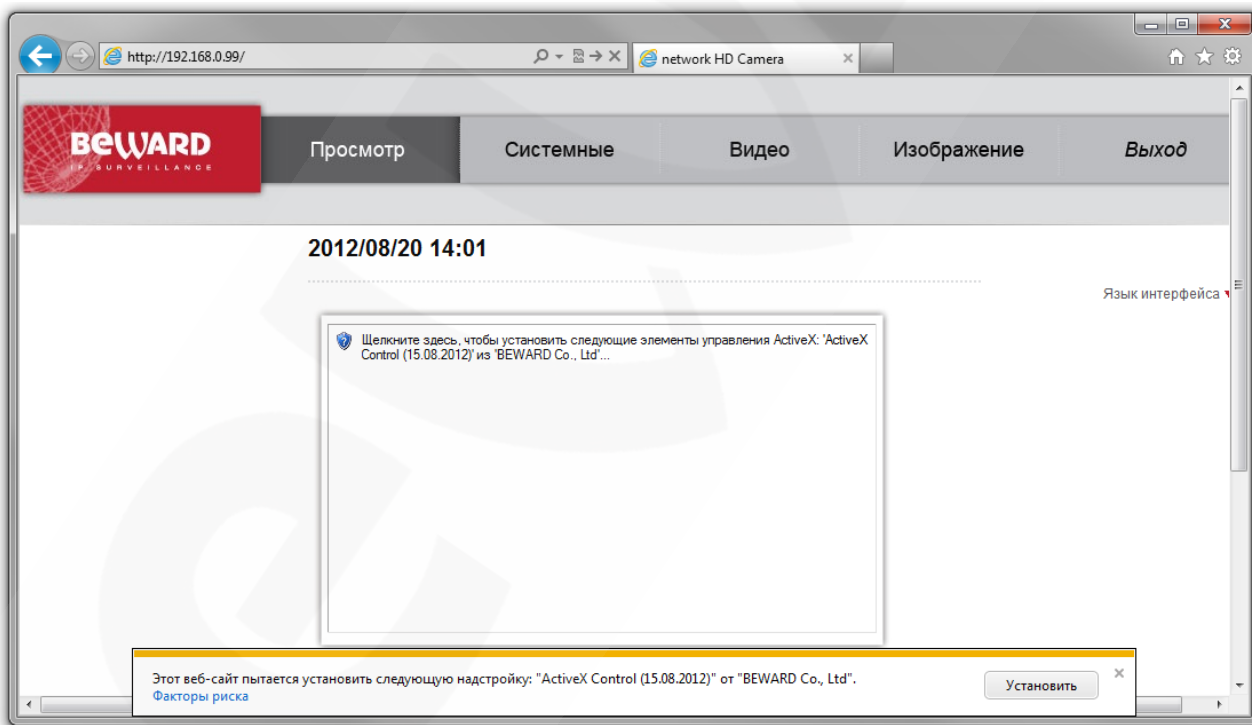 http://192.168.0.99/
network HD Camera
BEWARD
IP SURVEILLANCE
Просмотр
Системные
Видео
Изображение
Выход
2012/08/20 14:01
Язык интерфейса
Щелкните здесь, чтобы установить следующие элементы управления ActiveX: 'ActiveX
Control (15.08.2012)' из 'BEWARD Co., Ltd'...
Этот веб-сайт пытается установить следующую надстройку: "ActiveX Control (15.08.2012)" от "BEWARD Co., Ltd".
Факторы риска
Установить